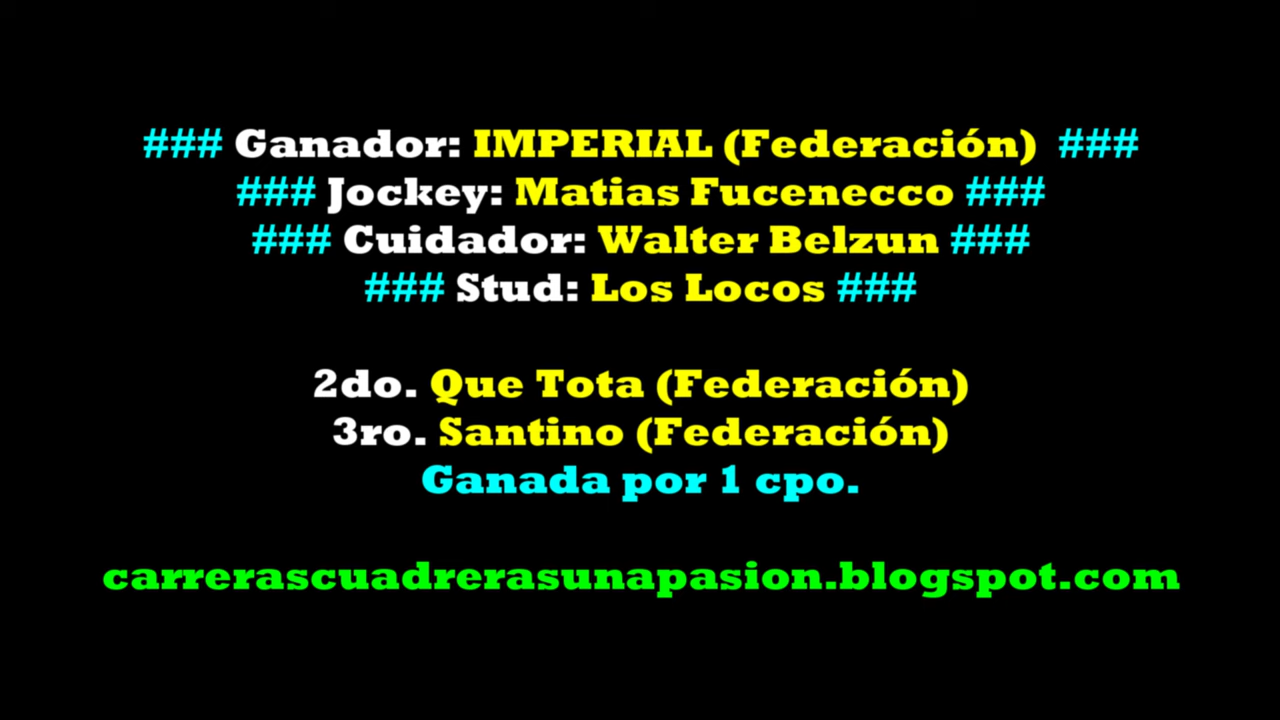 ### Ganador: IMPERIAL (Federación) ###
### Jockey: Matias Fucenecco ###
### Cuidador: Walter Belzun ###
### Stud: Los Locos ###
2do. Que Tota (Federación)
3ro. Santino (Federación)
Ganada por 1 cpo.
carrerascuadrerasunapasion.blogspot.com